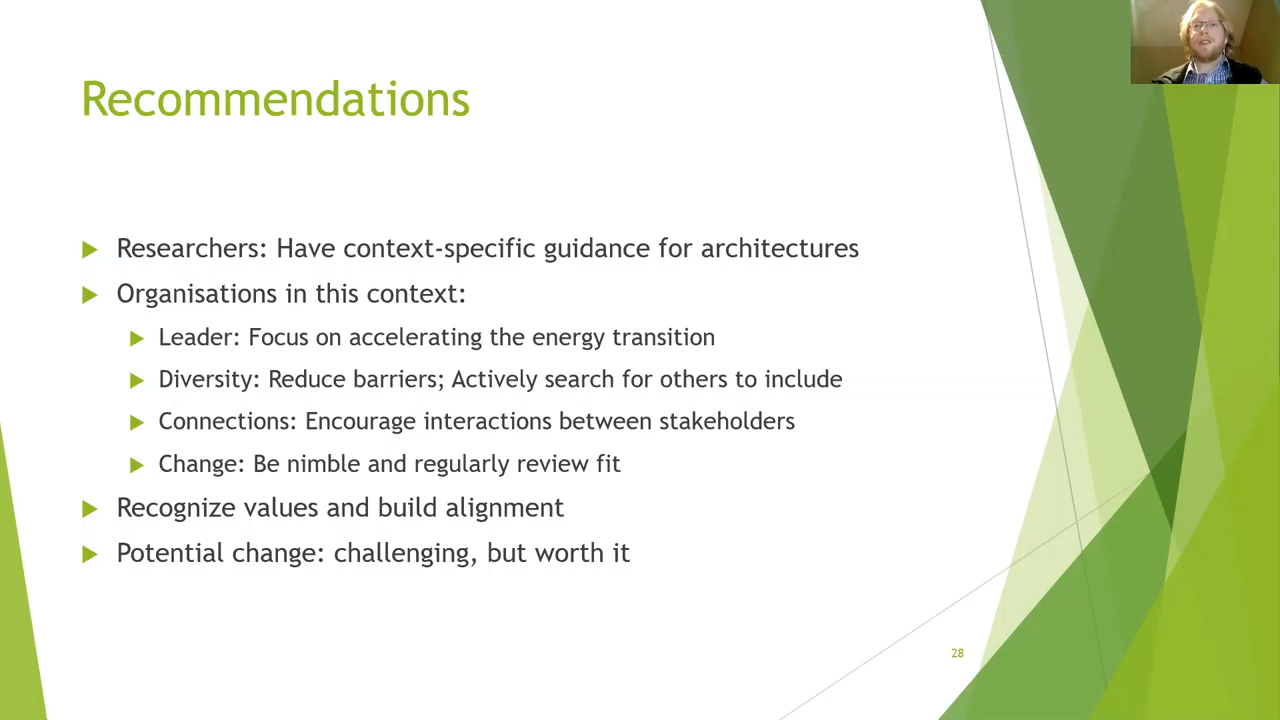 Recommendations
Researchers: Have context-specific guidance for architectures
Organisations in this context:
Leader: Focus on accelerating the energy transition
Diversity: Reduce barriers; Actively search for others to include
Connections: Encourage interactions between stakeholders
Change: Be nimble and regularly review fit
Recognize values and build alignment
Potential change: challenging, but worth it
28